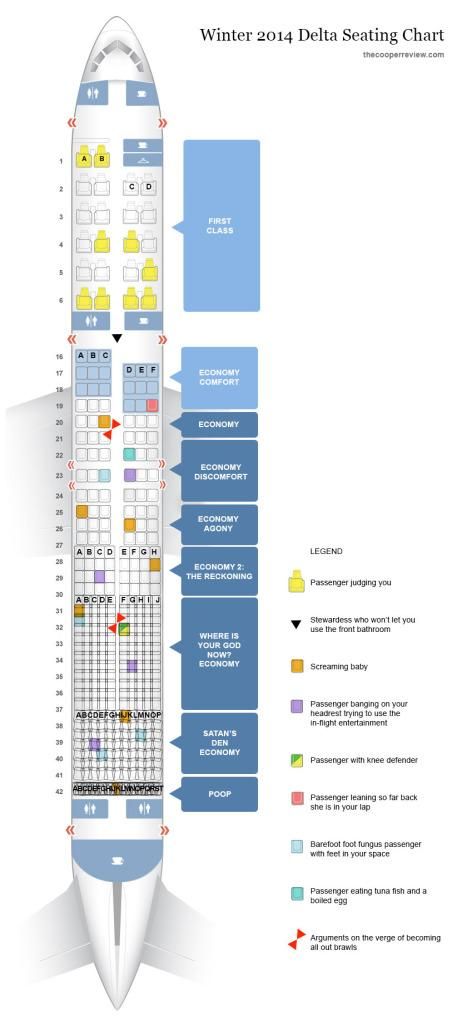 Winter 2014 Delta Seating Chart
thecooperreview.com
1
A B
2
C D
3
4
5
6
FIRST
CLASS
16
A B C
17
D E F
18
19
ECONOMY
COMFORT
20
21
ECONOMY
22
23
24
ECONOMY
DISCOMFORT
25
26
ECONOMY
AGONY
27
A B C D E F G H
28
29
ECONOMY 2:
THE RECKONING
30
A B C D E F G H I J
31
32
33
34
35
36
WHERE IS
YOUR GOD
NOW?
ECONOMY
37
ABCDEFGHIJKLMNOP
38
39
40
41
SATAN'S
DEN
ECONOMY
42
ABCDEFGHIJKLMNOPQRST
POOP
LEGEND
Passenger judging you
Stewardess who won't let you
use the front bathroom
Screaming baby
Passenger banging on your
headrest trying to use the
in-flight entertainment
Passenger with knee defender
Passenger leaning so far back
she is in your lap
Barefoot foot fungus passenger
with feet in your space
Passenger eating tuna fish and a
boiled egg
Arguments on the verge of becoming
all out brawls